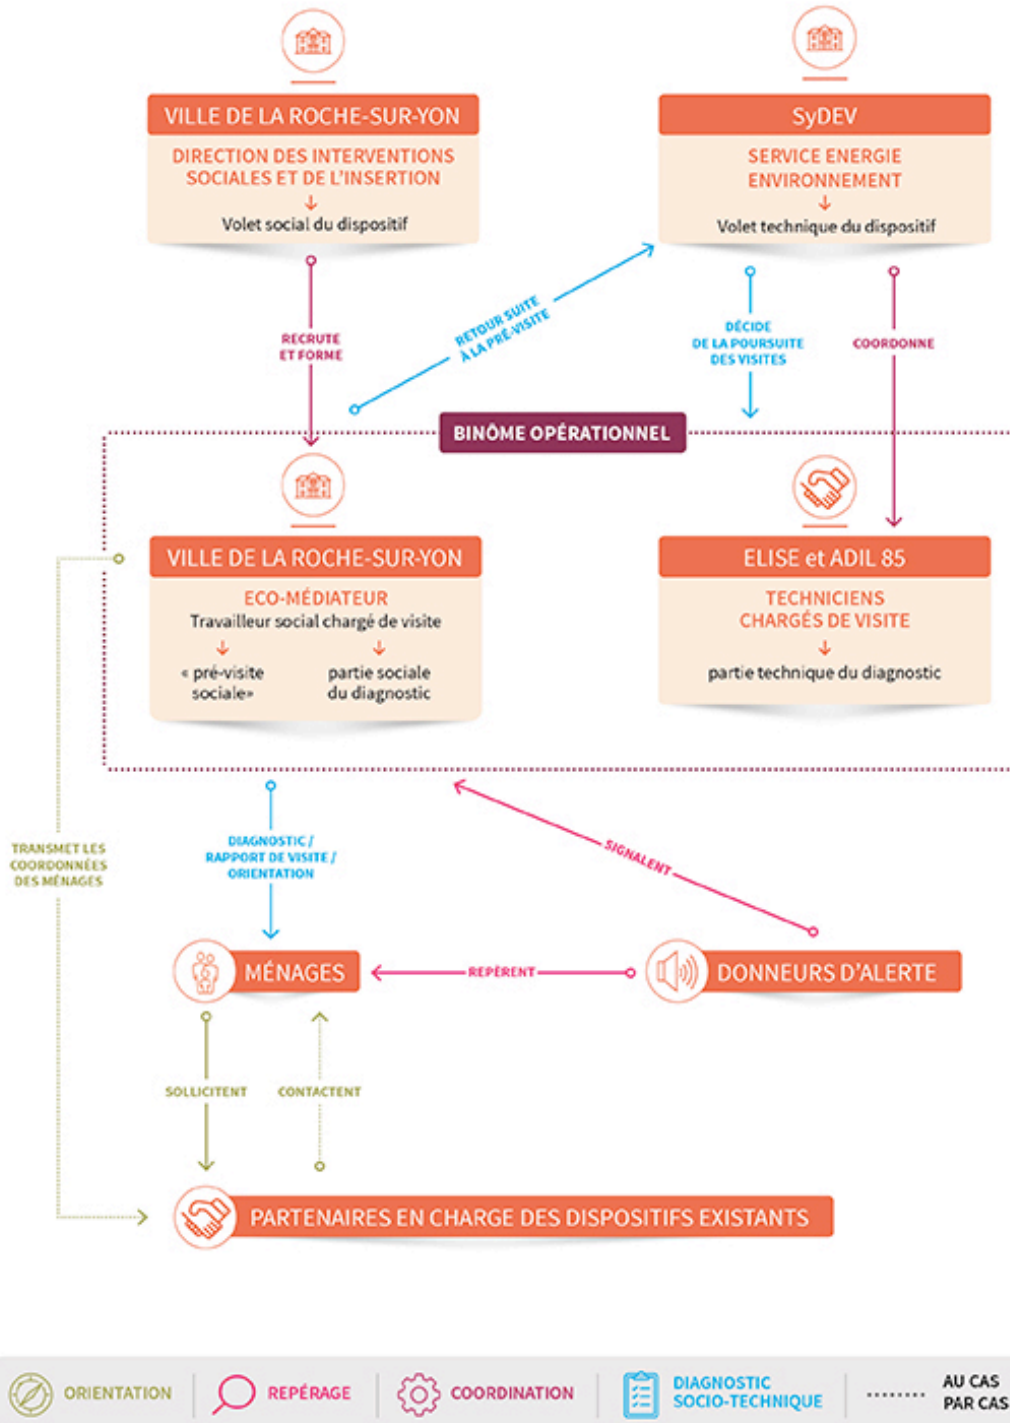 VILLE DE LA ROCHE-SUR-YON
DIRECTION DES INTERVENTIONS
SOCIALES ET DE L'INSERTION
Volet social du dispositif
SyDEV
SERVICE ENERGIE
ENVIRONNEMENT
Volet technique du dispositif
RECRUTE
ET FORME
RETOUR SUITE
À LA PRÉ-VISITE
DÉCIDE
DE LA POURSUITE
DES VISITES
COORDONNE
BINÔME OPÉRATIONNEL
VILLE DE LA ROCHE-SUR-YON
ECO-MÉDIATEUR
Travailleur social chargé de visite
« pré-visite
sociale»
partie sociale
du diagnostic
ELISE et ADIL 85
TECHNICIENS
CHARGÉS DE VISITE
partie technique du diagnostic
TRANSMET LES
COORDONNÉES
DES MÉNAGES
DIAGNOSTIC /
RAPPORT DE VISITE /
ORIENTATION
SIGNALENT
MÉNAGES
REPÈRENT
DONNEURS D'ALERTE
SOLLICITENT
CONTACTENT
PARTENAIRES EN CHARGE DES DISPOSITIFS EXISTANTS
ORIENTATION
REPÉRAGE
COORDINATION
DIAGNOSTIC
SOCIO-TECHNIQUE
AU CAS
PAR CAS